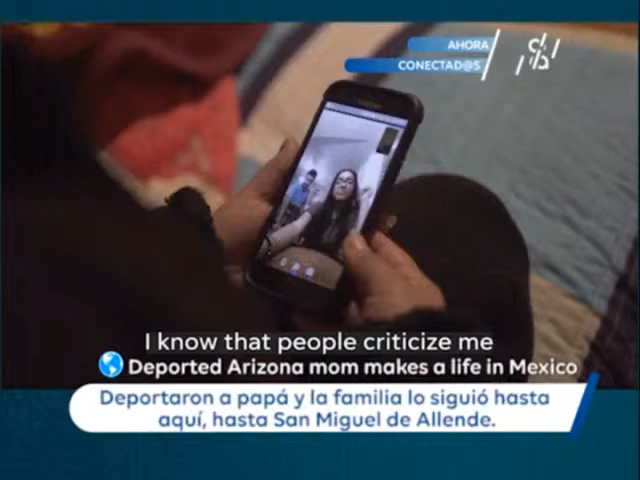 AHORA
CONECTAD@S
I know that people criticize me
Deported Arizona mom makes a life in Mexico
Deportaron a papá y la familia lo siguió hasta
aquí, hasta San Miguel de Allende.